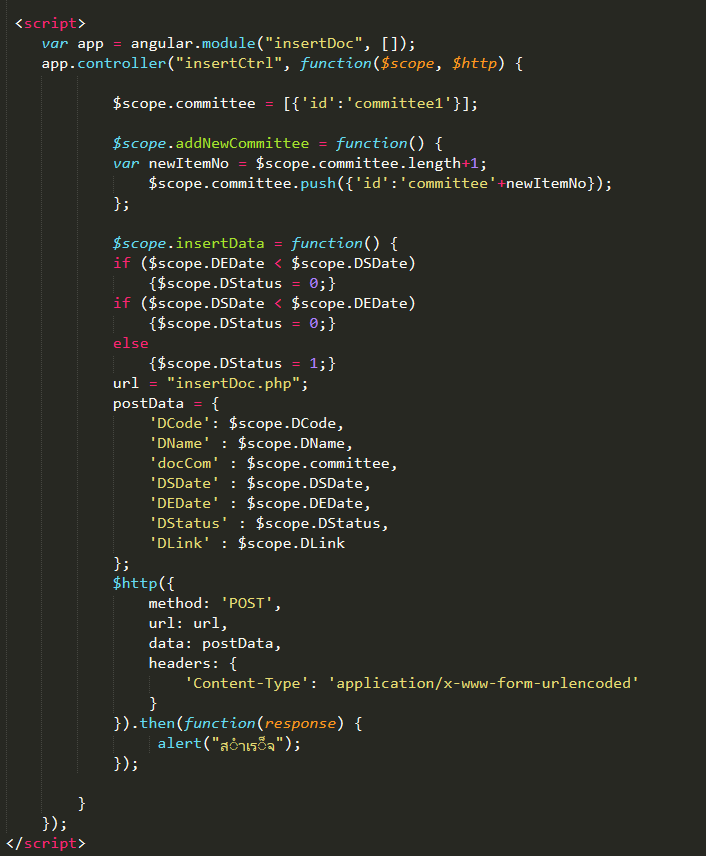 <script>
var app = angular.module("insertDoc", []);
app.controller("insertCtrl", function($scope, $http) {
$scope.committee = [{'id':'committee1'}];
$scope.addNewCommittee = function() {
var newItemNo = $scope.committee.length+1;
$scope.committee.push({'id':'committee'+newItemNo});
};
$scope.insertData = function() {
if ($scope.DEDate < $scope.DSDate)
{$scope.DStatus = 0;}
if ($scope.DSDate < $scope.DEDate)
{$scope.DStatus = 0;}
else
{$scope.DStatus = 1;}
url = "insertDoc.php";
postData = {
'DCode': $scope.DCode,
'DName' : $scope.DName,
'docCom' : $scope.committee,
'DSDate' : $scope.DSDate,
'DEDate' : $scope.DEDate,
'DStatus' : $scope.DStatus,
'DLink' : $scope.DLink
};
$http({
method: 'POST',
url: url,
data: postData,
headers: {
'Content-Type': 'application/x-www-form-urlencoded'
}
}).then(function(response) {
alert("สำเร็จ");
});
}
});
</script>